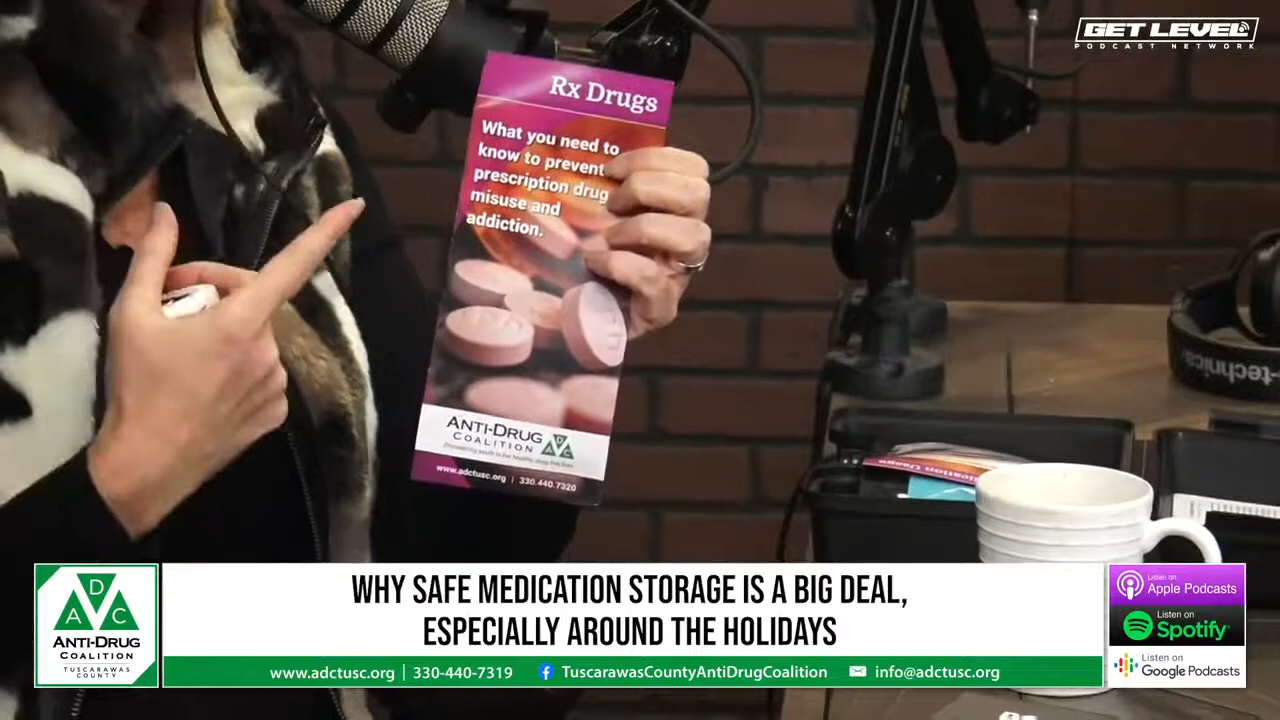 GET LEVEL
PODCAST NETWORK
Rx Drugs
What you need to
know to prevent
prescription drug
misuse and
addiction.
ANTI-DRUG
COALITION
A D C
www.adctusc.org | 330.440.7320
-technica
ication Usage
WHY SAFE MEDICATION STORAGE IS A BIG DEAL,
ESPECIALLY AROUND THE HOLIDAYS
A D C
ANTI-DRUG
COALITION
TUSCARAWAS
COUNTY
www.adctusc.org | 330-440-7319 TuscarawasCountyAntiDrugCoalition info@adctusc.org
Listen on
Apple Podcasts
Listen on
Spotify
Listen on
Google Podcasts